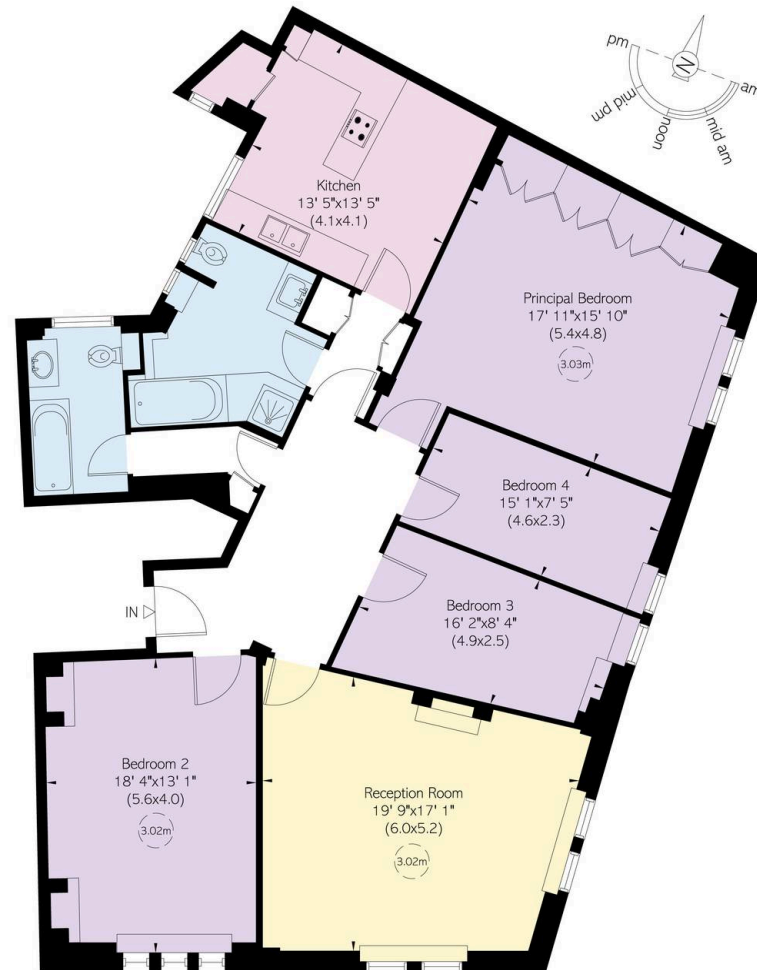 pm
am
N
mid pm
noon
mid am
Kitchen
13' 5"x13' 5"
(4.1x4.1)
Principal Bedroom
17' 11"x15' 10"
(5.4x4.8)
3.03m
Bedroom 4
15' 1"x7' 5"
(4.6x2.3)
Bedroom 3
16' 2"x8' 4"
(4.9x2.5)
IN
Bedroom 2
18' 4"x13' 1"
(5.6x4.0)
3.02m
Reception Room
19' 9"x17' 1"
(6.0x5.2)
3.02m